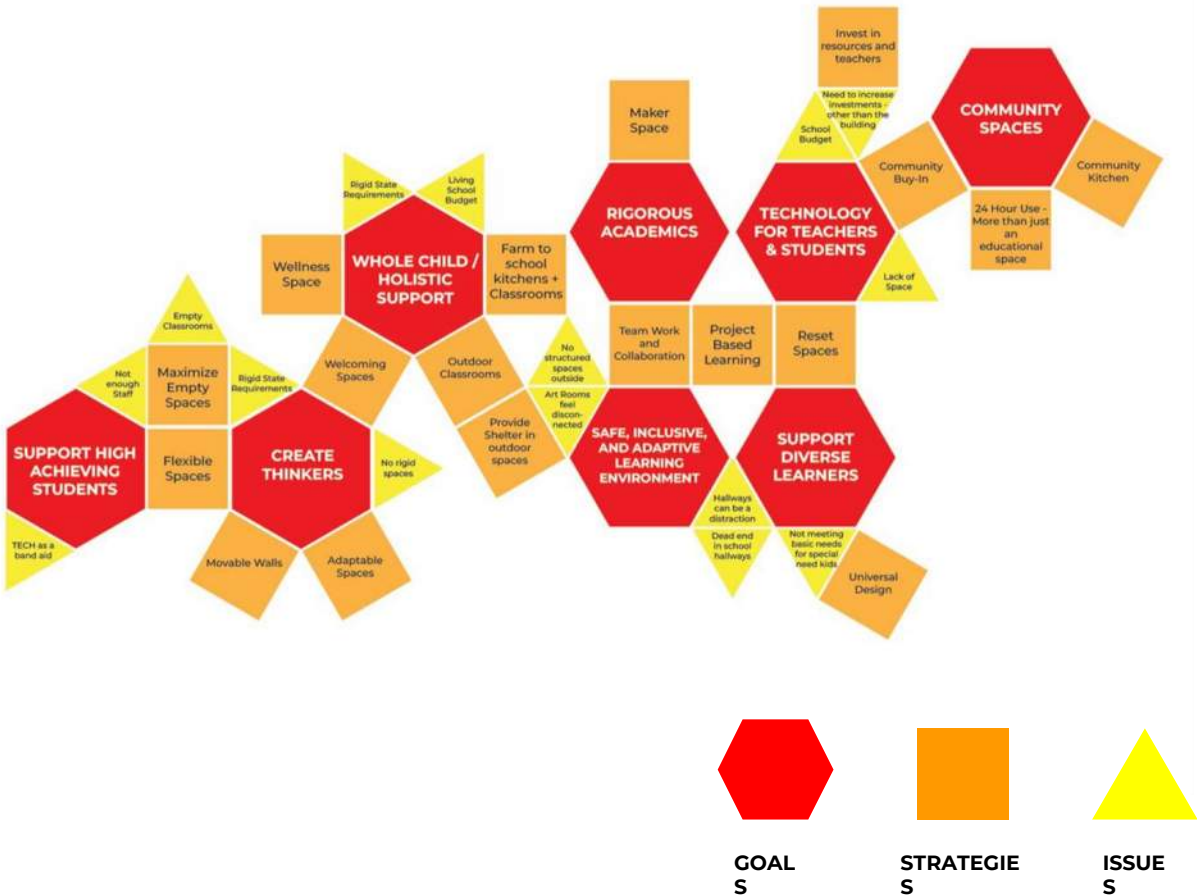 Invest in
resources and
teachers
Need to increase
investments -
other than the
building
School
Budget
COMMUNITY
SPACES
Community
Buy-In
Community
Kitchen
24 Hour Use -
More than just
an
educational
space
Maker
Space
RIGOROUS
ACADEMICS
TECHNOLOGY
FOR TEACHERS
& STUDENTS
Lack of
Space
Rigid State
Requirements
Living
School
Budget
Wellness
Space
WHOLE CHILD /
HOLISTIC
SUPPORT
Farm to
school
kitchens +
Classrooms
Team Work
and
Collaboration
Project
Based
Learning
Reset
Spaces
Empty
Classrooms
Not
enough
Staff
Maximize
Empty
Spaces
Rigid State
Requirements
Welcoming
Spaces
Outdoor
Classrooms
No
structured
spaces
outside
Art Rooms
feel
discon-
nected
Provide
Shelter in
outdoor
spaces
SUPPORT HIGH
ACHIEVING
STUDENTS
Flexible
Spaces
CREATE
THINKERS
No rigid
spaces
SAFE, INCLUSIVE,
AND ADAPTIVE
LEARNING
ENVIRONMENT
SUPPORT
DIVERSE
LEARNERS
Hallways
can be a
distraction
Dead end
in school
hallways
Not meeting
basic needs
for special
need kids
Universal
Design
TECH as a
band aid
Movable Walls
Adaptable
Spaces
GOAL
S
STRATEGIE
S
ISSUE
S